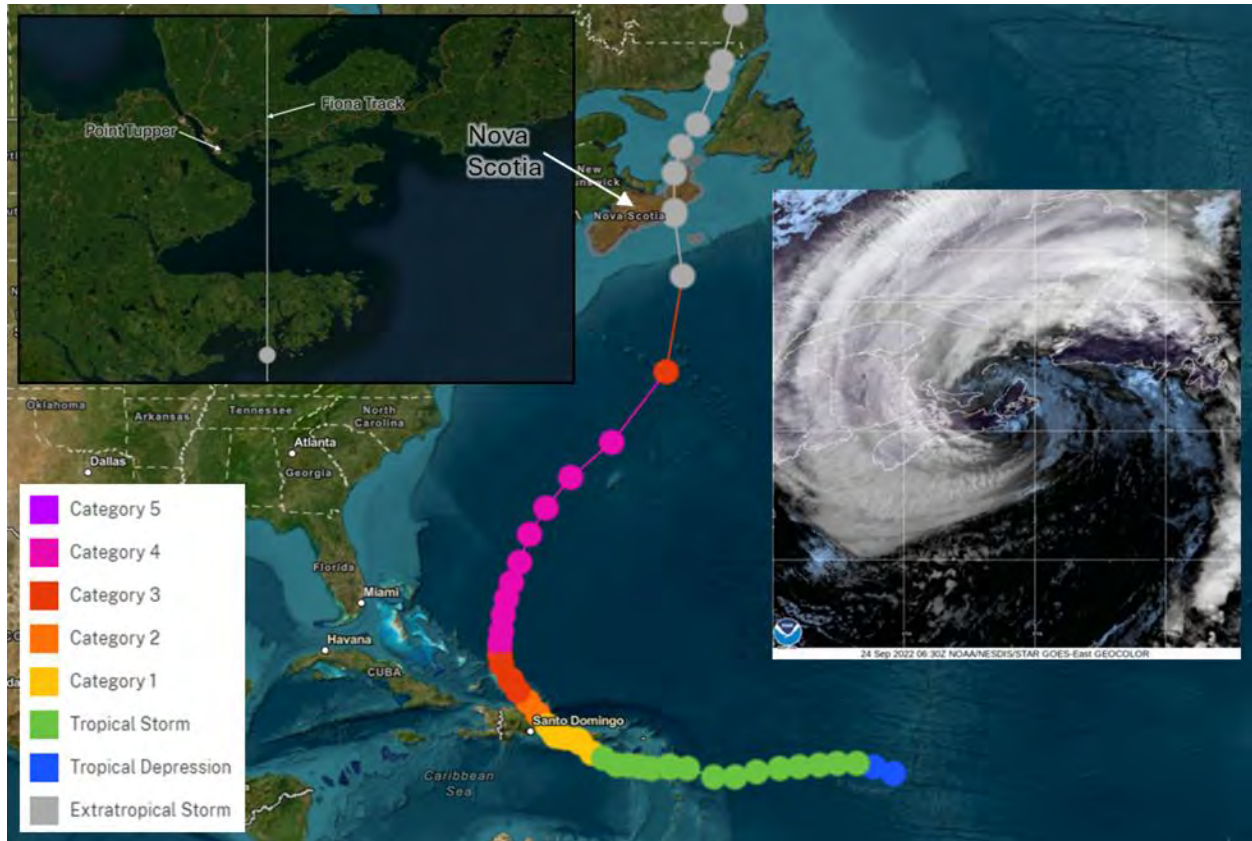 Fiona Track
Point Tupper
Nova
Scotia
New
unswick
Nova Scotia
Oklahoma
Arkansas
Tennessee
North
Carolina
Atlanta
Dallas
Georgia
Florida
Miami
Havana
CUBA
Santo Domingo
Caribbean
Sea
Category 5
Category 4
Category 3
Category 2
Category 1
Tropical Storm
Tropical Depression
Extratropical Storm
24 Sep 2022 06:30Z NOAA/NESDIS/STAR GOES-East GEOCOLOR